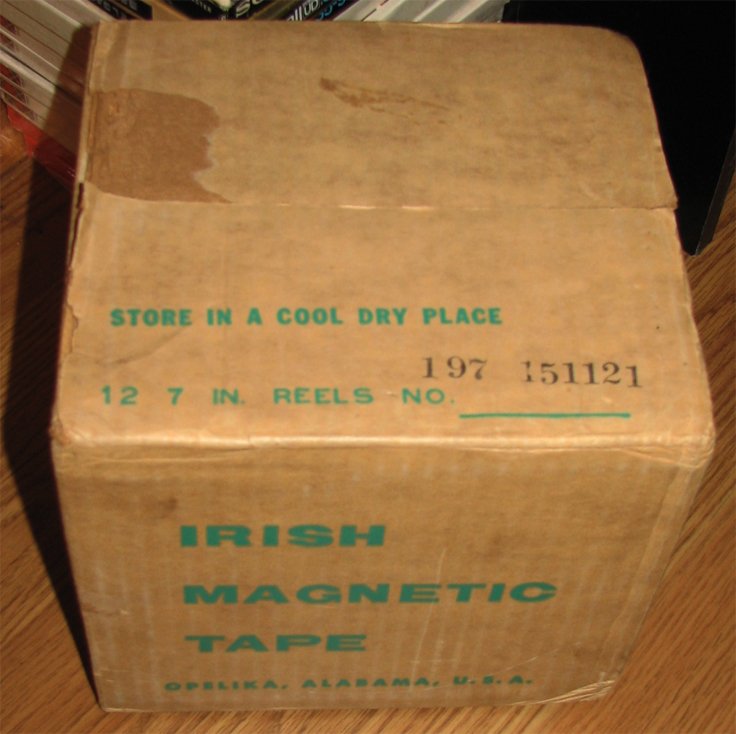 STORE IN A COOL DRY PLACE
197 151121
12 7 IN. REELS NO.
IRISH
MAGNETIC
TAPE
OPELIKA, ALABAMA, U.S.A.